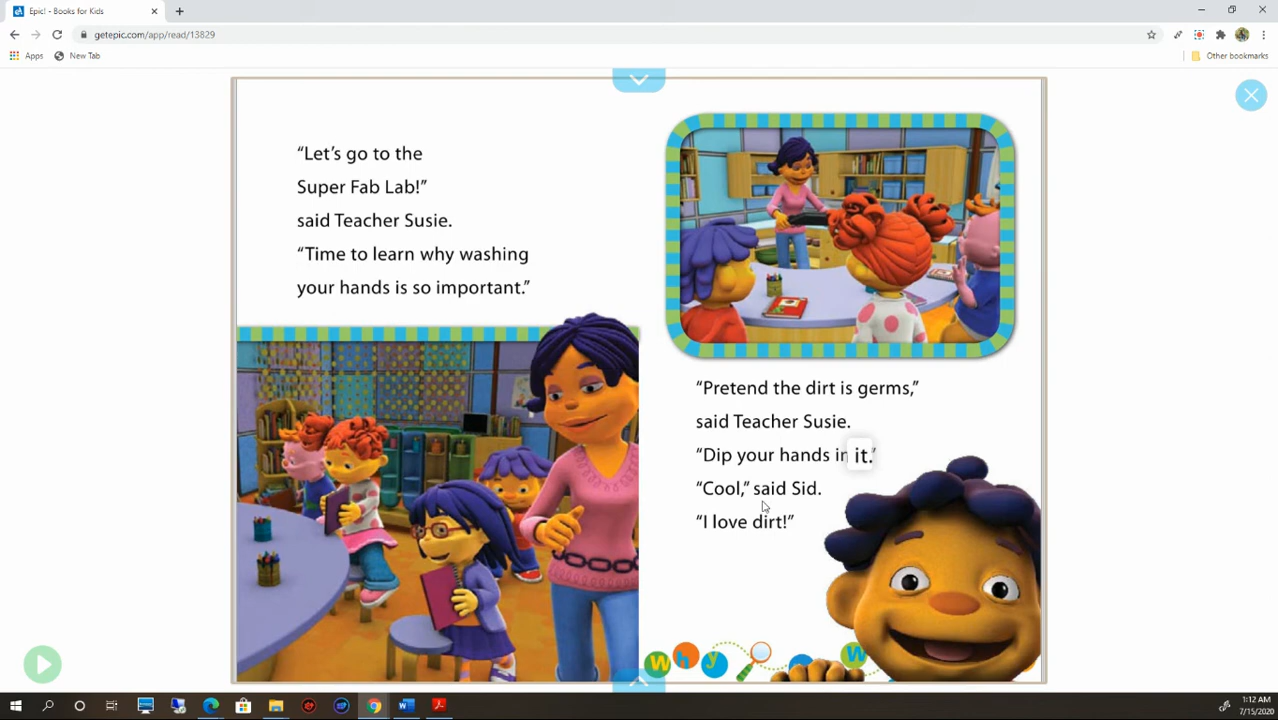 Epic! - Books for Kids
getepic.com/app/read/13829
Apps
New Tab
Other bookmarks
“Let’s go to the
Super Fab Lab!”
said Teacher Susie.
“Time to learn why washing
your hands is so important.”
“Pretend the dirt is germs,”
said Teacher Susie.
“Dip your hands in it.”
“Cool,” said Sid.
“I love dirt!”
Why
W
1:12 AM
7/15/2020